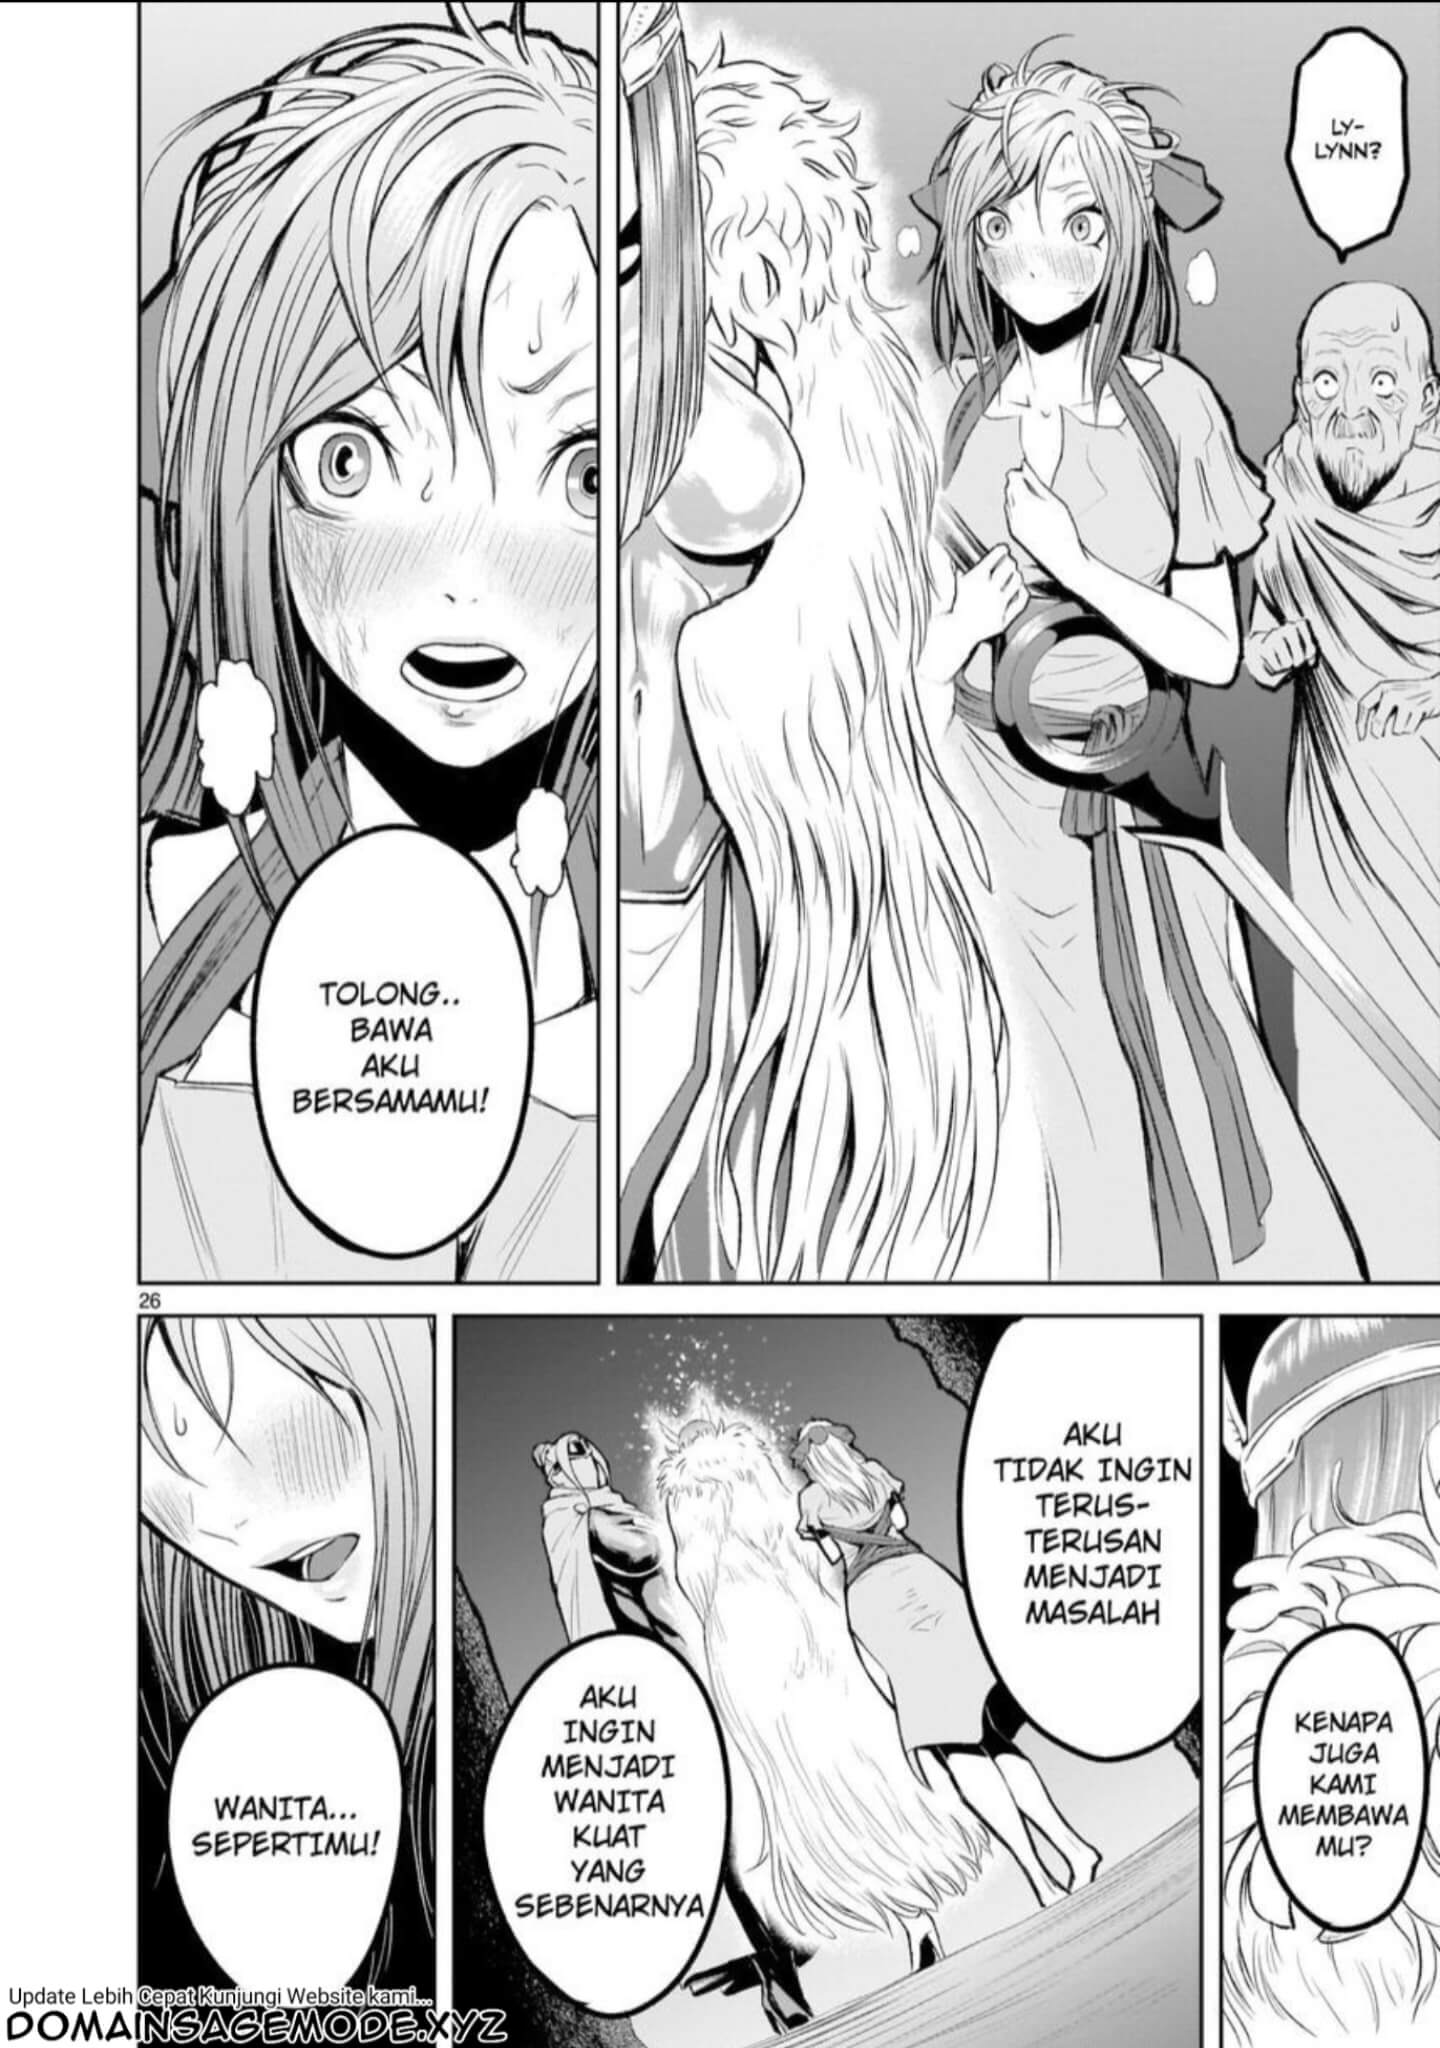 LY-
LYNN?
TOLONG..
BAWA
AKU
BERSAMAMU!
26
KENAPA
JUGA
KAMI
MEMBAWA
MU?
AKU
TIDAK INGIN
TERUS-
TERUSAN
MENJADI
MASALAH
AKU
INGIN
MENJADI
WANITA
KUAT
YANG
SEBENARNYA
WANITA...
SEPERTIMU!
Update Lebih Cepat Kunjungi Website kami...
DOMAINSAGEMODE.XYZ